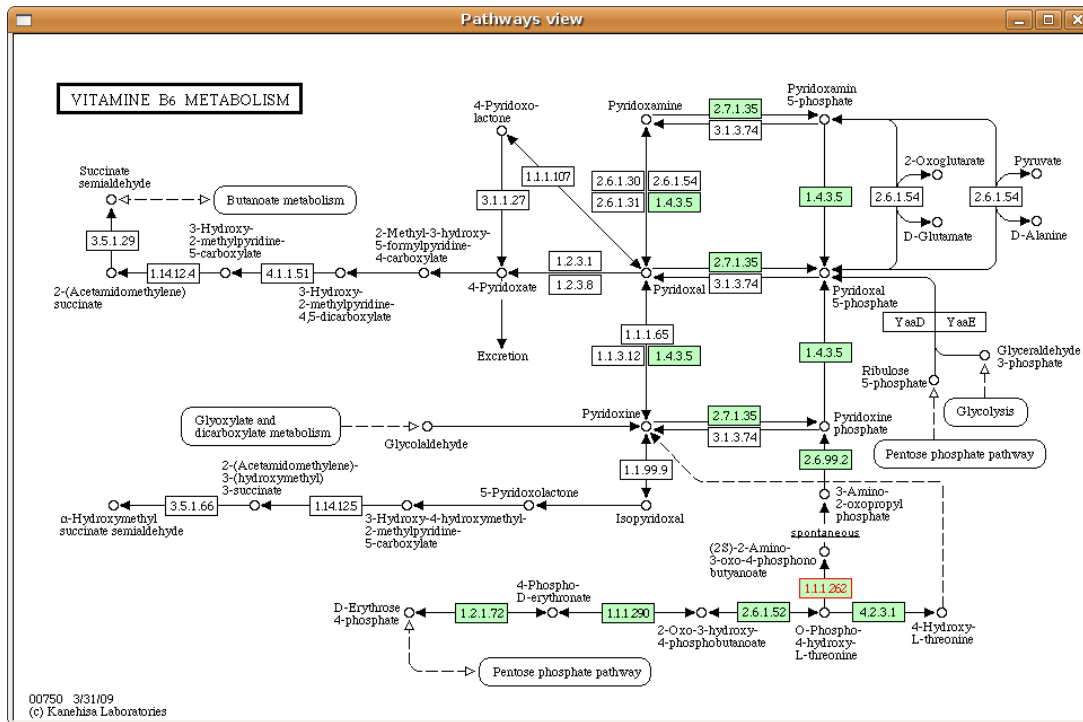 Pathways view
VITAMINE B6 METABOLISM
4-Pyridoxo-
lactone
Pyridoxamine
2.7.1.35
3.1.3.74
Pyridoxamin
5-phosphate
Succinate
semialdehyde
Butanoate metabolism
1.1.1.107
3.1.1.27
2.6.1.30
2.6.1.54
2.6.1.31
1.4.3.5
1.4.3.5
2-Oxoglutarate
2.6.1.54
D-Glutamate
Pyruvate
2.6.1.54
D-Alanine
3.5.1.29
3-Hydroxy-
2-methylpyridine-
5-carboxylate
2-Methyl-3-hydroxy-
5-formylpyridine-
4-carboxylate
1.14.12.4
4.1.1.51
1.2.3.1
1.2.3.8
2.7.1.35
3.1.3.74
2-(Acetamidomethylene)
succinate
3-Hydroxy-
2-methylpyridine-
4,5-dicarboxylate
4-Pyridoxate
Pyridoxal
Pyridoxal
5-phosphate
YaaD
YaaE
Excretion
1.1.1.65
1.1.3.12
1.4.3.5
1.4.3.5
Glyceraldehyde
3-phosphate
Ribulose
5-phosphate
Glycolysis
Pentose phosphate pathway
Glyoxylate and
dicarboxylate metabolism
Glycolaldehyde
Pyridoxine
2.7.1.35
3.1.3.74
Pyridoxine
phosphate
2.6.99.2
1.1.99.9
2-(Acetamidomethylene)-
3-(hydroxymethyl)
3-succinate
5-Pyridoxolactone
3.5.1.66
1.14.12.5
α-Hydroxymethyl
succinate semialdehyde
3-Hydroxy-4-hydroxymethyl-
2-methylpyridine-
5-carboxylate
Isopyridoxal
3-Amino-
2-oxopropyl
phosphate
spontaneous
(2S)-2-Amino-
3-oxo-4-phosphono
butyanoate
1.1.1.262
D-Erythrose
4-phosphate
1.2.1.72
4-Phospho-
D-erythronate
1.1.1.290
2-Oxo-3-hydroxy-
4-phosphobutanoate
2.6.1.52
O-Phospho-
4-hydroxy-
L-threonine
4.2.3.1
4-Hydroxy-
L-threonine
Pentose phosphate pathway
00750 3/31/09
(c) Kanehisa Laboratories